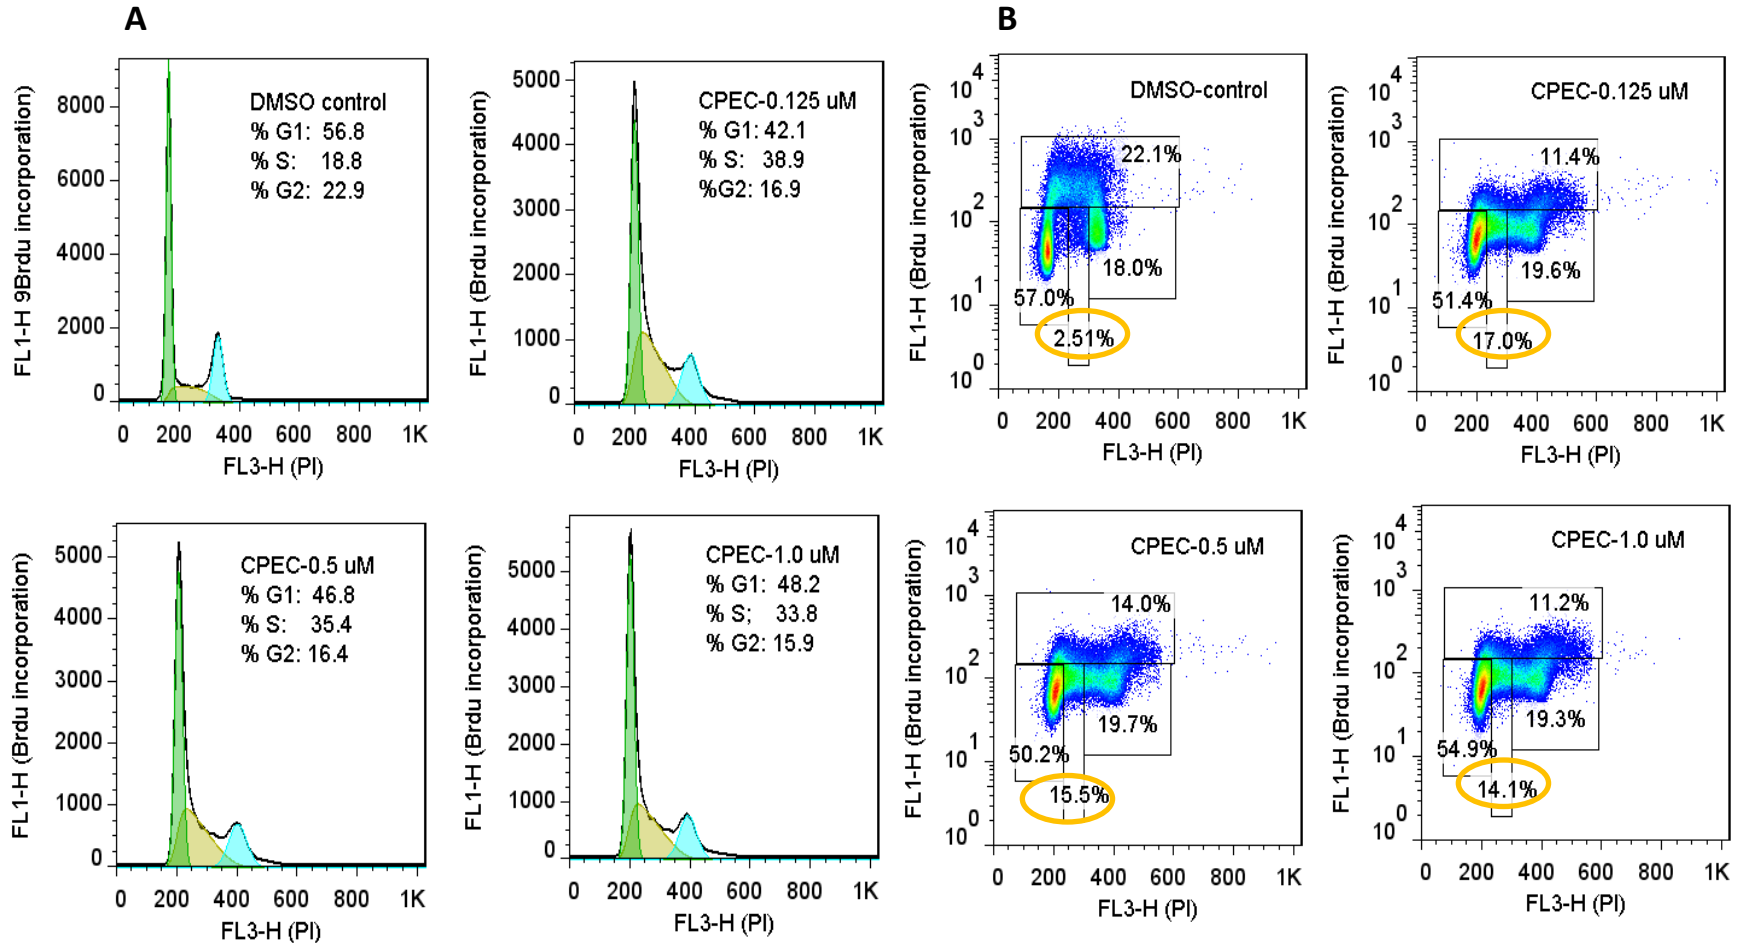 A
B
FL1-H 9Brdu incorporation)
8000
6000
4000
2000
0
DMSO control
% G1: 56.8
% S: 18.8
% G2: 22.9
0 200 400 600 800 1K
FL3-H (PI)
FL1-H (Brdu incorporation)
5000
4000
3000
2000
1000
0
CPEC-0.125 uM
% G1: 42.1
% S: 38.9
%G2: 16.9
0 200 400 600 800 1K
FL3-H (PI)
FL1-H (Brdu incorporation)
10^4
10^3
10^2
10^1
10^0
DMSO-control
22.1%
18.0%
57.0%
2.51%
0 200 400 600 800 1K
FL3-H (PI)
FL1-H (Brdu incorporation)
10^4
10^3
10^2
10^1
10^0
CPEC-0.125 uM
11.4%
19.6%
51.4%
17.0%
0 200 400 600 800 1K
FL3-H (PI)
FL1-H (Brdu incorporation)
5000
4000
3000
2000
1000
0
CPEC-0.5 uM
% G1: 46.8
% S: 35.4
% G2: 16.4
0 200 400 600 800 1K
FL3-H (PI)
FL1-H (Brdu incorporation)
5000
4000
3000
2000
1000
0
CPEC-1.0 uM
% G1: 48.2
% S; 33.8
% G2: 15.9
0 200 400 600 800 1K
FL3-H (PI)
FL1-H (Brdu incorporation)
10^4
10^3
10^2
10^1
10^0
CPEC-0.5 uM
14.0%
19.7%
50.2%
15.5%
0 200 400 600 800 1K
FL3-H (PI)
FL1-H (Brdu incorporation)
10^4
10^3
10^2
10^1
10^0
CPEC-1.0 uM
11.2%
19.3%
54.9%
14.1%
0 200 400 600 800 1K
FL3-H (PI)